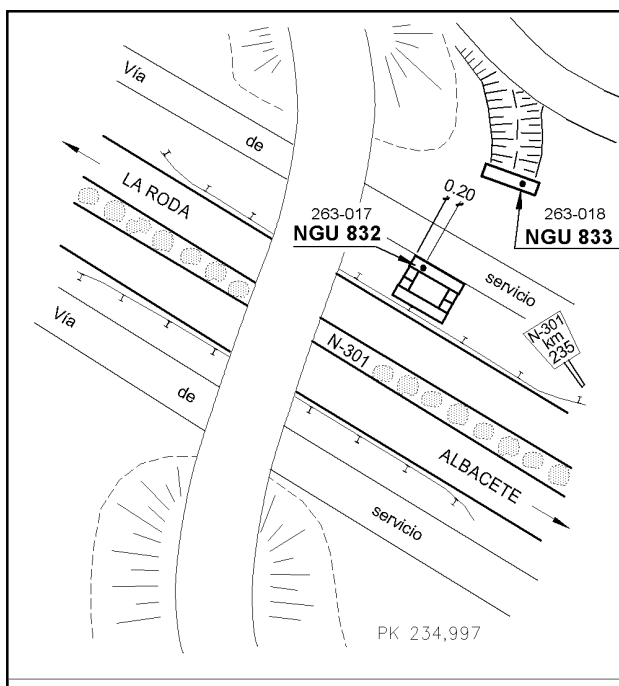 Vía
de
servicio
LA RODA
0.20
263-017
NGU 832
263-018
NGU 833
N-301
km
235
N-301
ALBACETE
Vía
de
servicio
PK 234,997